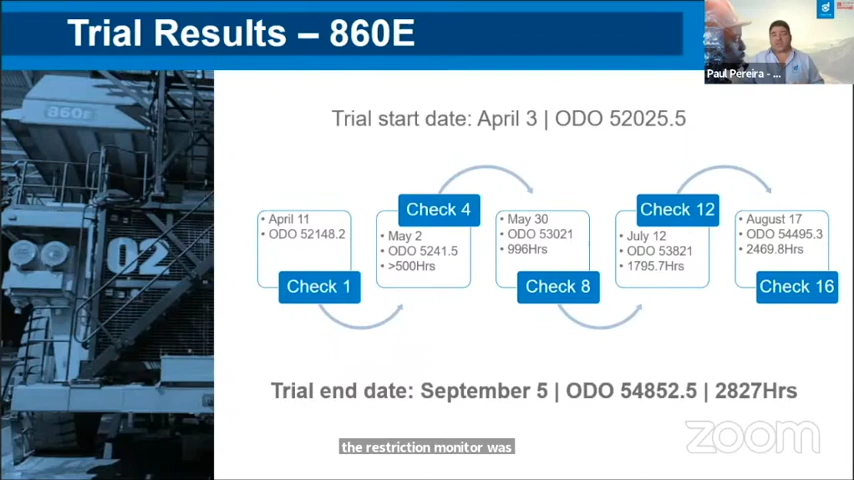 Trial Results – 860E
Paul Pereira - ...
860E
02
Trial start date: April 3 | ODO 52025.5
• April 11
• ODO 52148.2
Check 1
Check 4
• May 2
• ODO 5241.5
• >500Hrs
• May 30
• ODO 53021
• 996Hrs
Check 8
Check 12
• July 12
• ODO 53821
• 1795.7Hrs
• August 17
• ODO 54495.3
• 2469.8Hrs
Check 16
Trial end date: September 5 | ODO 54852.5 | 2827Hrs
the restriction monitor was
zoom